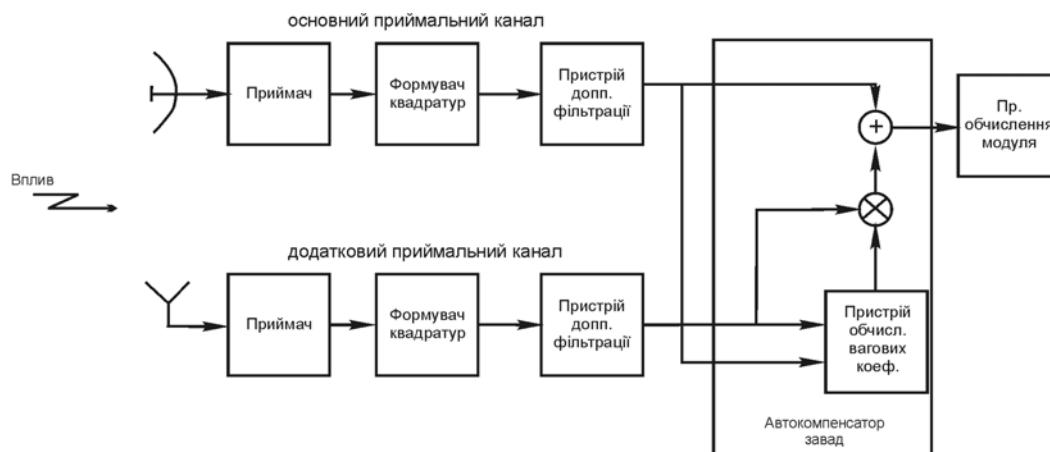 основний приймальний канал
Приймач
Формувач
квадратур
Пристрій
допп.
фільтрації
+
Пр.
обчислення
модуля
Вплив
додатковий приймальний канал
Приймач
Формувач
квадратур
Пристрій
допп.
фільтрації
Пристрій
обчисл.
вагових
коеф.
Автокомпенсатор
завад